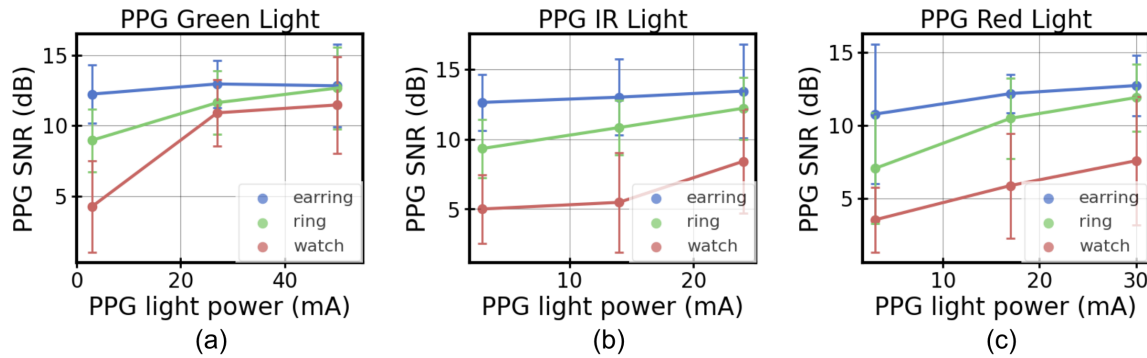 PPG Green Light
15
10
5
PPG SNR (dB)
0
20
40
PPG light power (mA)
earring
ring
watch
(a)
PPG IR Light
15
10
5
PPG SNR (dB)
10
20
PPG light power (mA)
earring
ring
watch
(b)
PPG Red Light
15
10
5
PPG SNR (dB)
10
20
30
PPG light power (mA)
earring
ring
watch
(c)